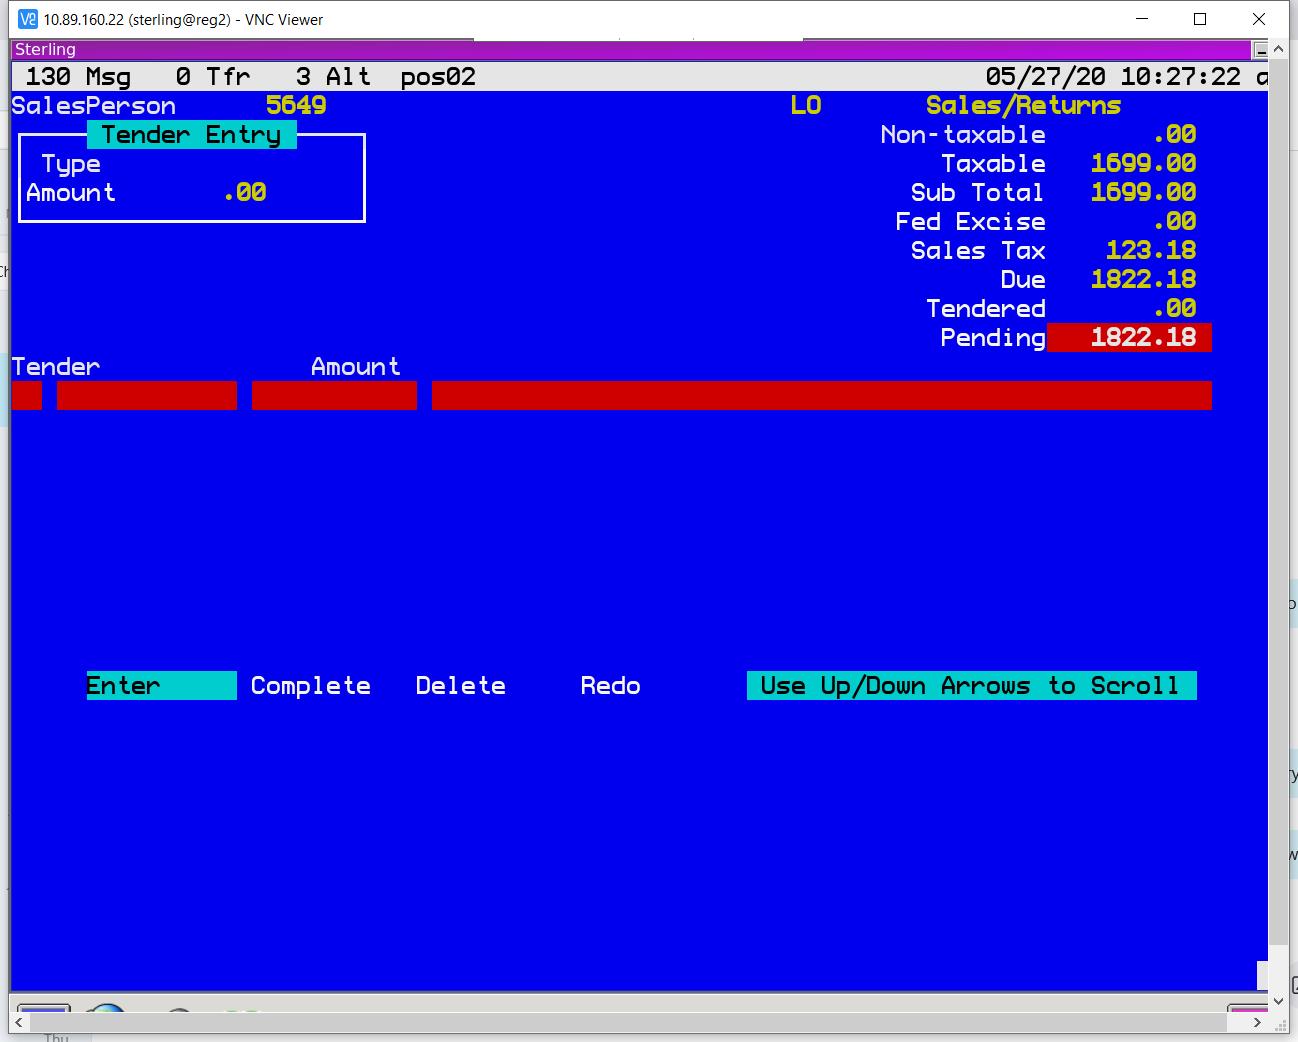 10.89.160.22 (sterling@reg2) - VNC Viewer
Sterling
130 Msg 0 Tfr 3 Alt pos02 05/27/20 10:27:22 a
SalesPerson 5649 LO Sales/Returns
Tender Entry
Non-taxable .00
Type
Taxable 1699.00
Amount .00
Sub Total 1699.00
Fed Excise .00
Sales Tax 123.18
Due 1822.18
Tendered .00
Pending 1822.18
Tender Amount
Enter Complete Delete Redo Use Up/Down Arrows to Scroll
Thu